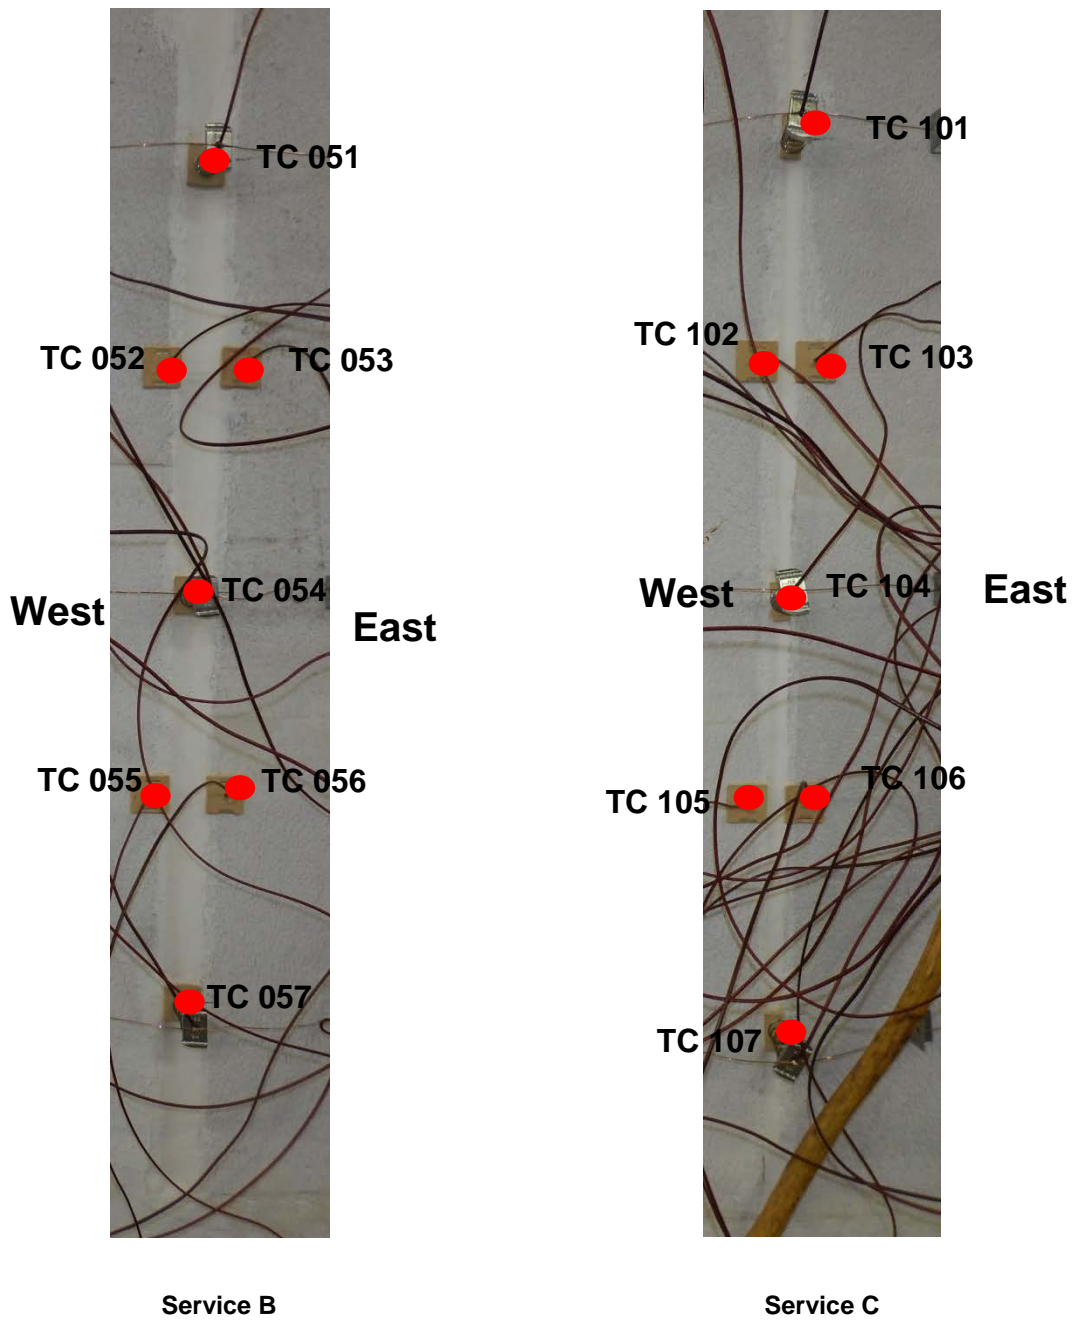 TC 051
TC 052
TC 053
TC 054
West
East
TC 055
TC 056
TC 057
Service B
TC 101
TC 102
TC 103
TC 104
West
East
TC 105
TC 106
TC 107
Service C